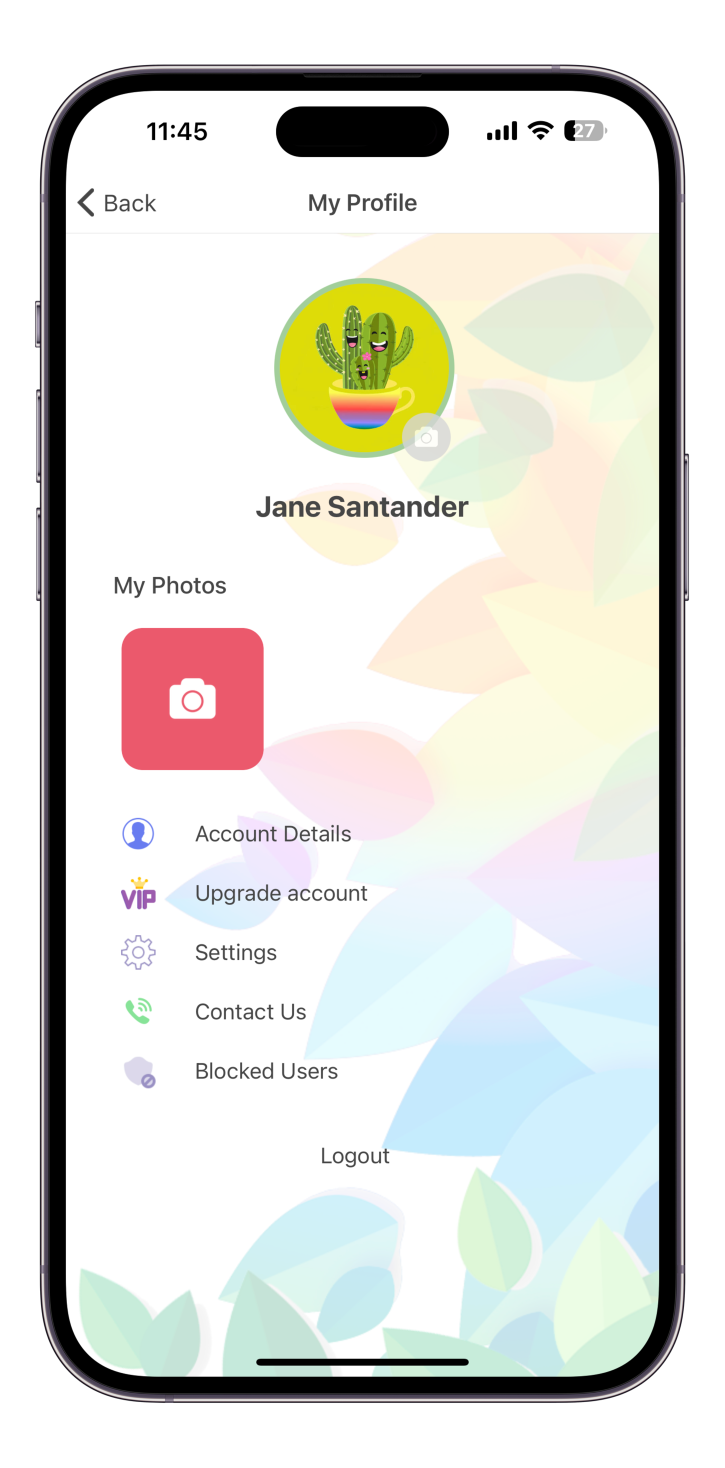 11:45
27
Back
My Profile
Jane Santander
My Photos
Account Details
VIP
Upgrade account
Settings
Contact Us
Blocked Users
Logout